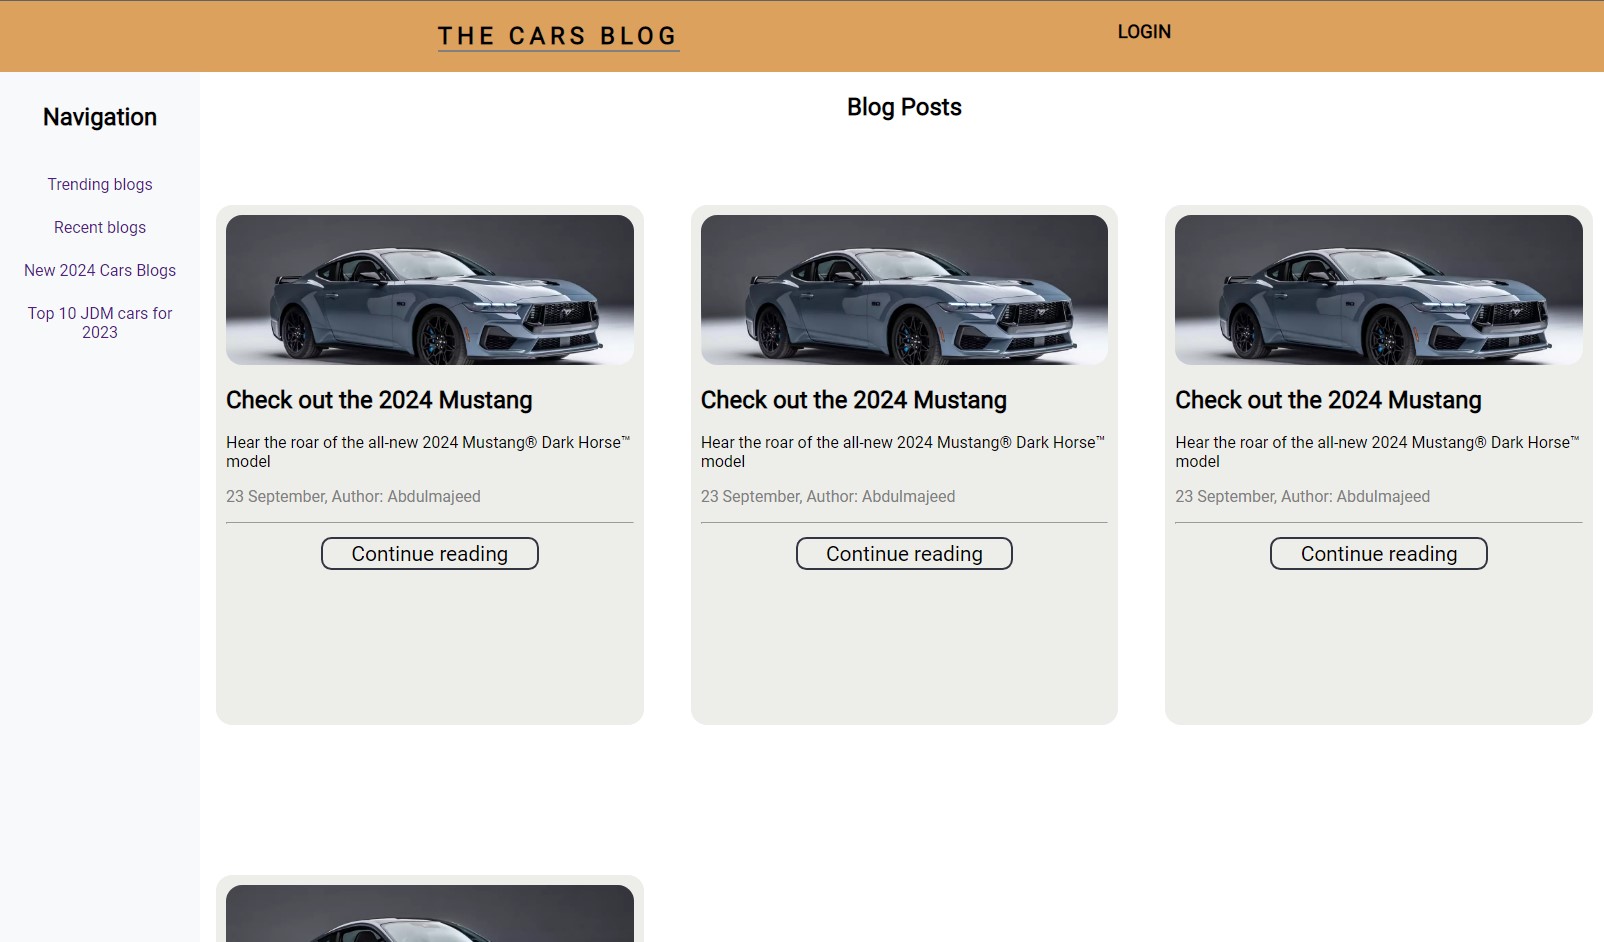 THE CARS BLOG
LOGIN
Navigation
Trending blogs
Recent blogs
New 2024 Cars Blogs
Top 10 JDM cars for
2023
Blog Posts
Check out the 2024 Mustang
Hear the roar of the all-new 2024 Mustang® Dark Horse™
model
23 September, Author: Abdulmajeed
Continue reading
Check out the 2024 Mustang
Hear the roar of the all-new 2024 Mustang® Dark Horse™
model
23 September, Author: Abdulmajeed
Continue reading
Check out the 2024 Mustang
Hear the roar of the all-new 2024 Mustang® Dark Horse™
model
23 September, Author: Abdulmajeed
Continue reading